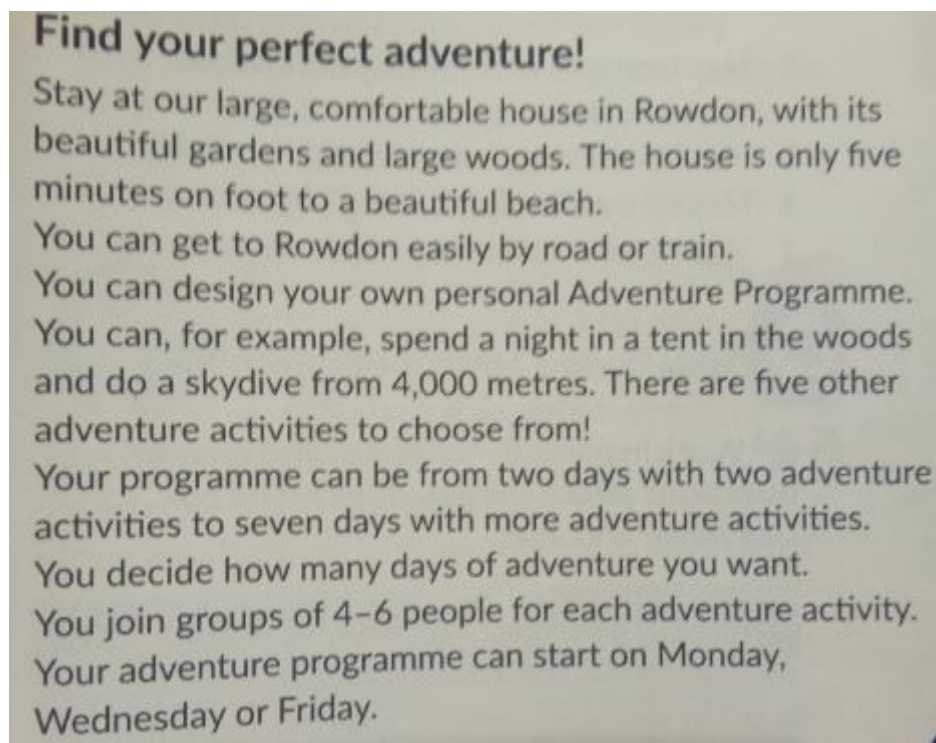 Find your perfect adventure!
Stay at our large, comfortable house in Rowdon, with its
beautiful gardens and large woods. The house is only five
minutes on foot to a beautiful beach.
You can get to Rowdon easily by road or train.
You can design your own personal Adventure Programme.
You can, for example, spend a night in a tent in the woods
and do a skydive from 4,000 metres. There are five other
adventure activities to choose from!
Your programme can be from two days with two adventure
activities to seven days with more adventure activities.
You decide how many days of adventure you want.
You join groups of 4–6 people for each adventure activity.
Your adventure programme can start on Monday,
Wednesday or Friday.